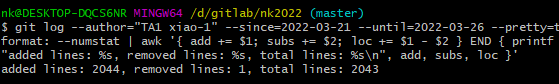 nk@DESKTOP-DQCS6NR MINGW64 /d/gitlab/nk2022 (master)
$ git log --author="TA1 xiao-1" --since=2022-03-21 --until=2022-03-26 --pretty=t
format: --numstat | awk '{ add += $1; subs += $2; loc += $1 - $2 } END { printf
"added lines: %s, removed lines: %s, total lines: %s\n", add, subs, loc }'
added lines: 2044, removed lines: 1, total lines: 2043